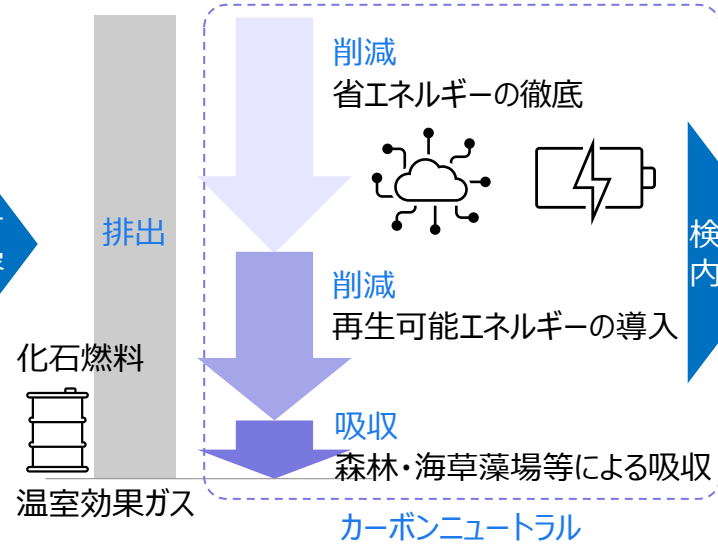 削減
省エネルギーの徹底
排出
検
内
削減
再生可能エネルギーの導入
化石燃料
吸収
森林・海草藻場等による吸収
温室効果ガス
カーボンニュートラル